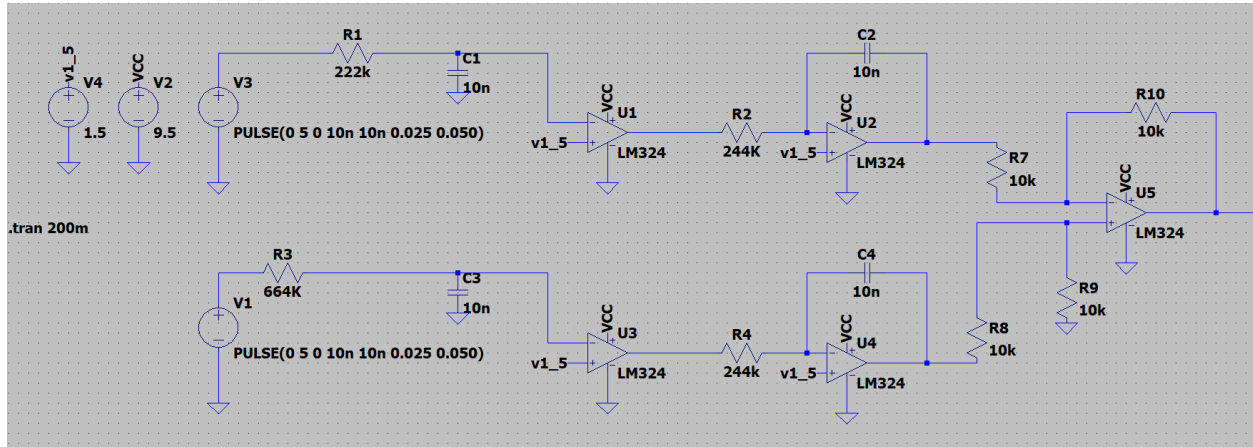 v1_5
V4
1.5
VCC
V2
9.5
V3
PULSE(0 5 0 10n 10n 0.025 0.050)
R1
222k
C1
10n
VCC
U1
v1_5
LM324
R2
244K
C2
10n
VCC
U2
v1_5
LM324
R7
10k
R10
10k
VCC
U5
LM324
.tran 200m
R3
664K
V1
PULSE(0 5 0 10n 10n 0.025 0.050)
C3
10n
VCC
U3
v1_5
LM324
R4
244k
C4
10n
VCC
U4
v1_5
LM324
R8
10k
R9
10k